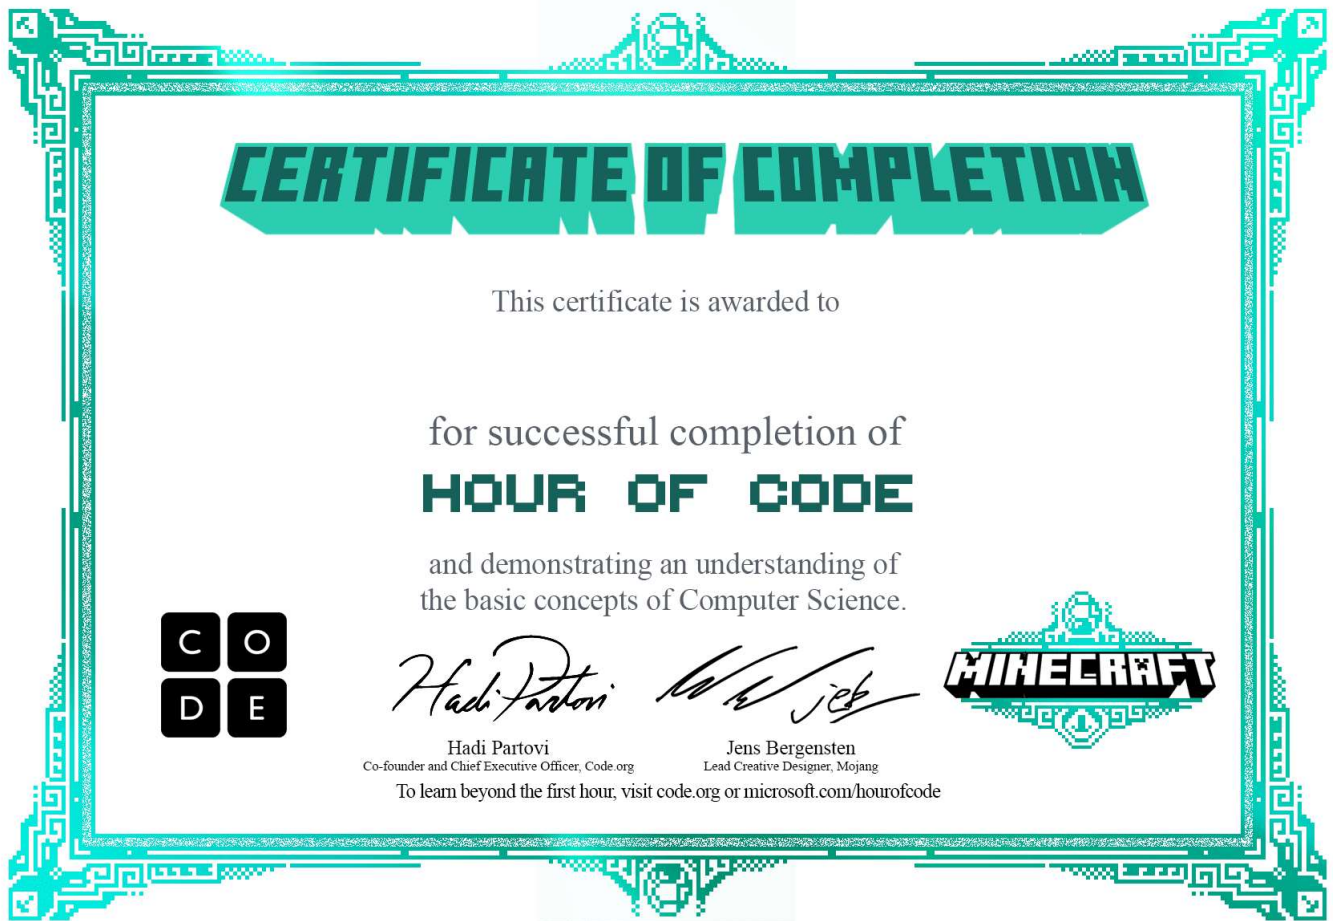 CERTIFICATE OF COMPLETION
This certificate is awarded to
for successful completion of
HOUR OF CODE
and demonstrating an understanding of
the basic concepts of Computer Science.
C O
D E
Hadi Partovi
jeb
MINECRAFT
Hadi Partovi
Co-founder and Chief Executive Officer, Code.org
Jens Bergensten
Lead Creative Designer, Mojang
To learn beyond the first hour, visit code.org or microsoft.com/hourofcode